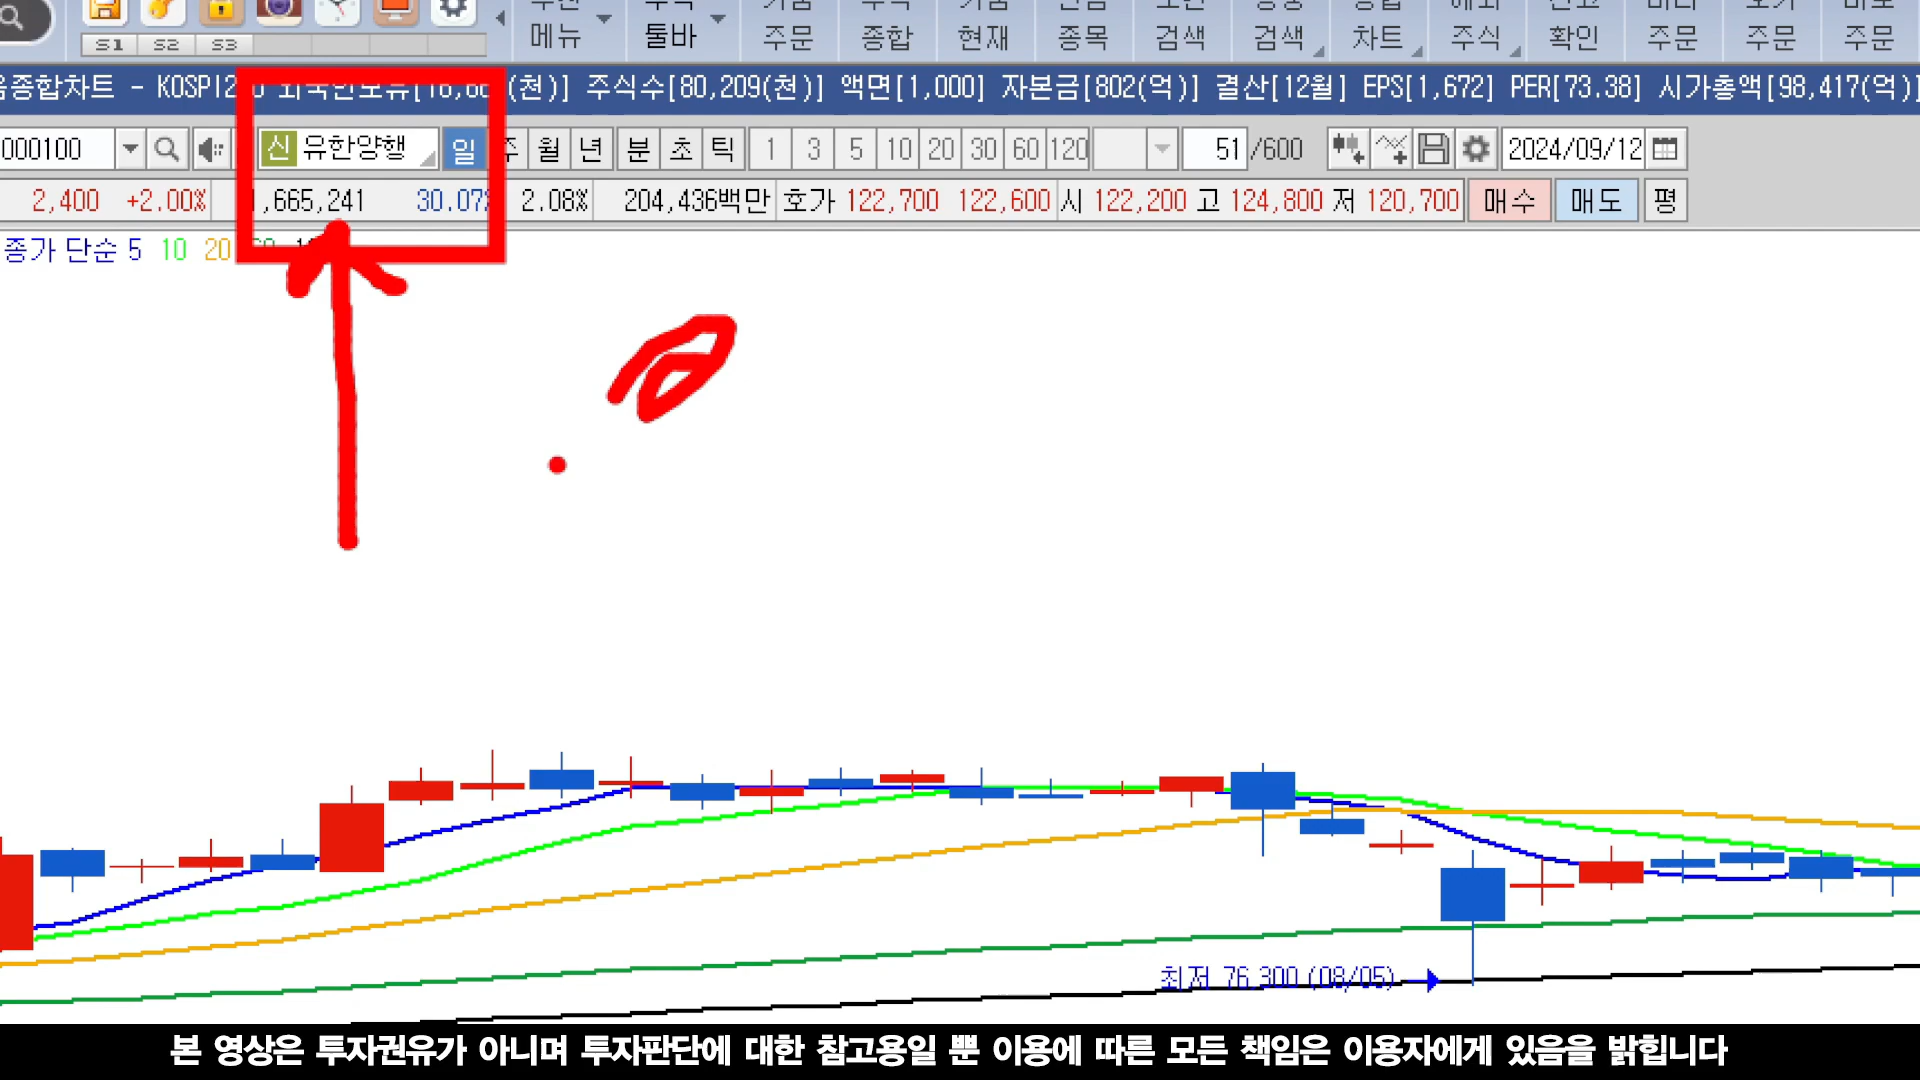 S1 S2 S3 메뉴 툴바 주문 종합 현재 종목 검색 검색 차트 주식 확인 주문 주문 주문
종합차트 - KOSPI2 (천)] 주식수[80,209(천)] 액면[1,000] 자본금[802(억)] 결산[12월] EPS[1,672] PER[73.38] 시가총액[98,417(억)]
000100 신 유한양행 일 주 월 년 분 초 틱 1 3 5 10 20 30 60 120 51 /600 2024/09/12
2,400 +2.00% 1,665,241 30.07% 2.08% 204,436백만 호가 122,700 122,600 시 122,200 고 124,800 저 120,700 매수 매도 평
종가 단순 5 10 20
최저 76,300 (08/05)
본 영상은 투자권유가 아니며 투자판단에 대한 참고용일 뿐 이용에 따른 모든 책임은 이용자에게 있음을 밝힙니다